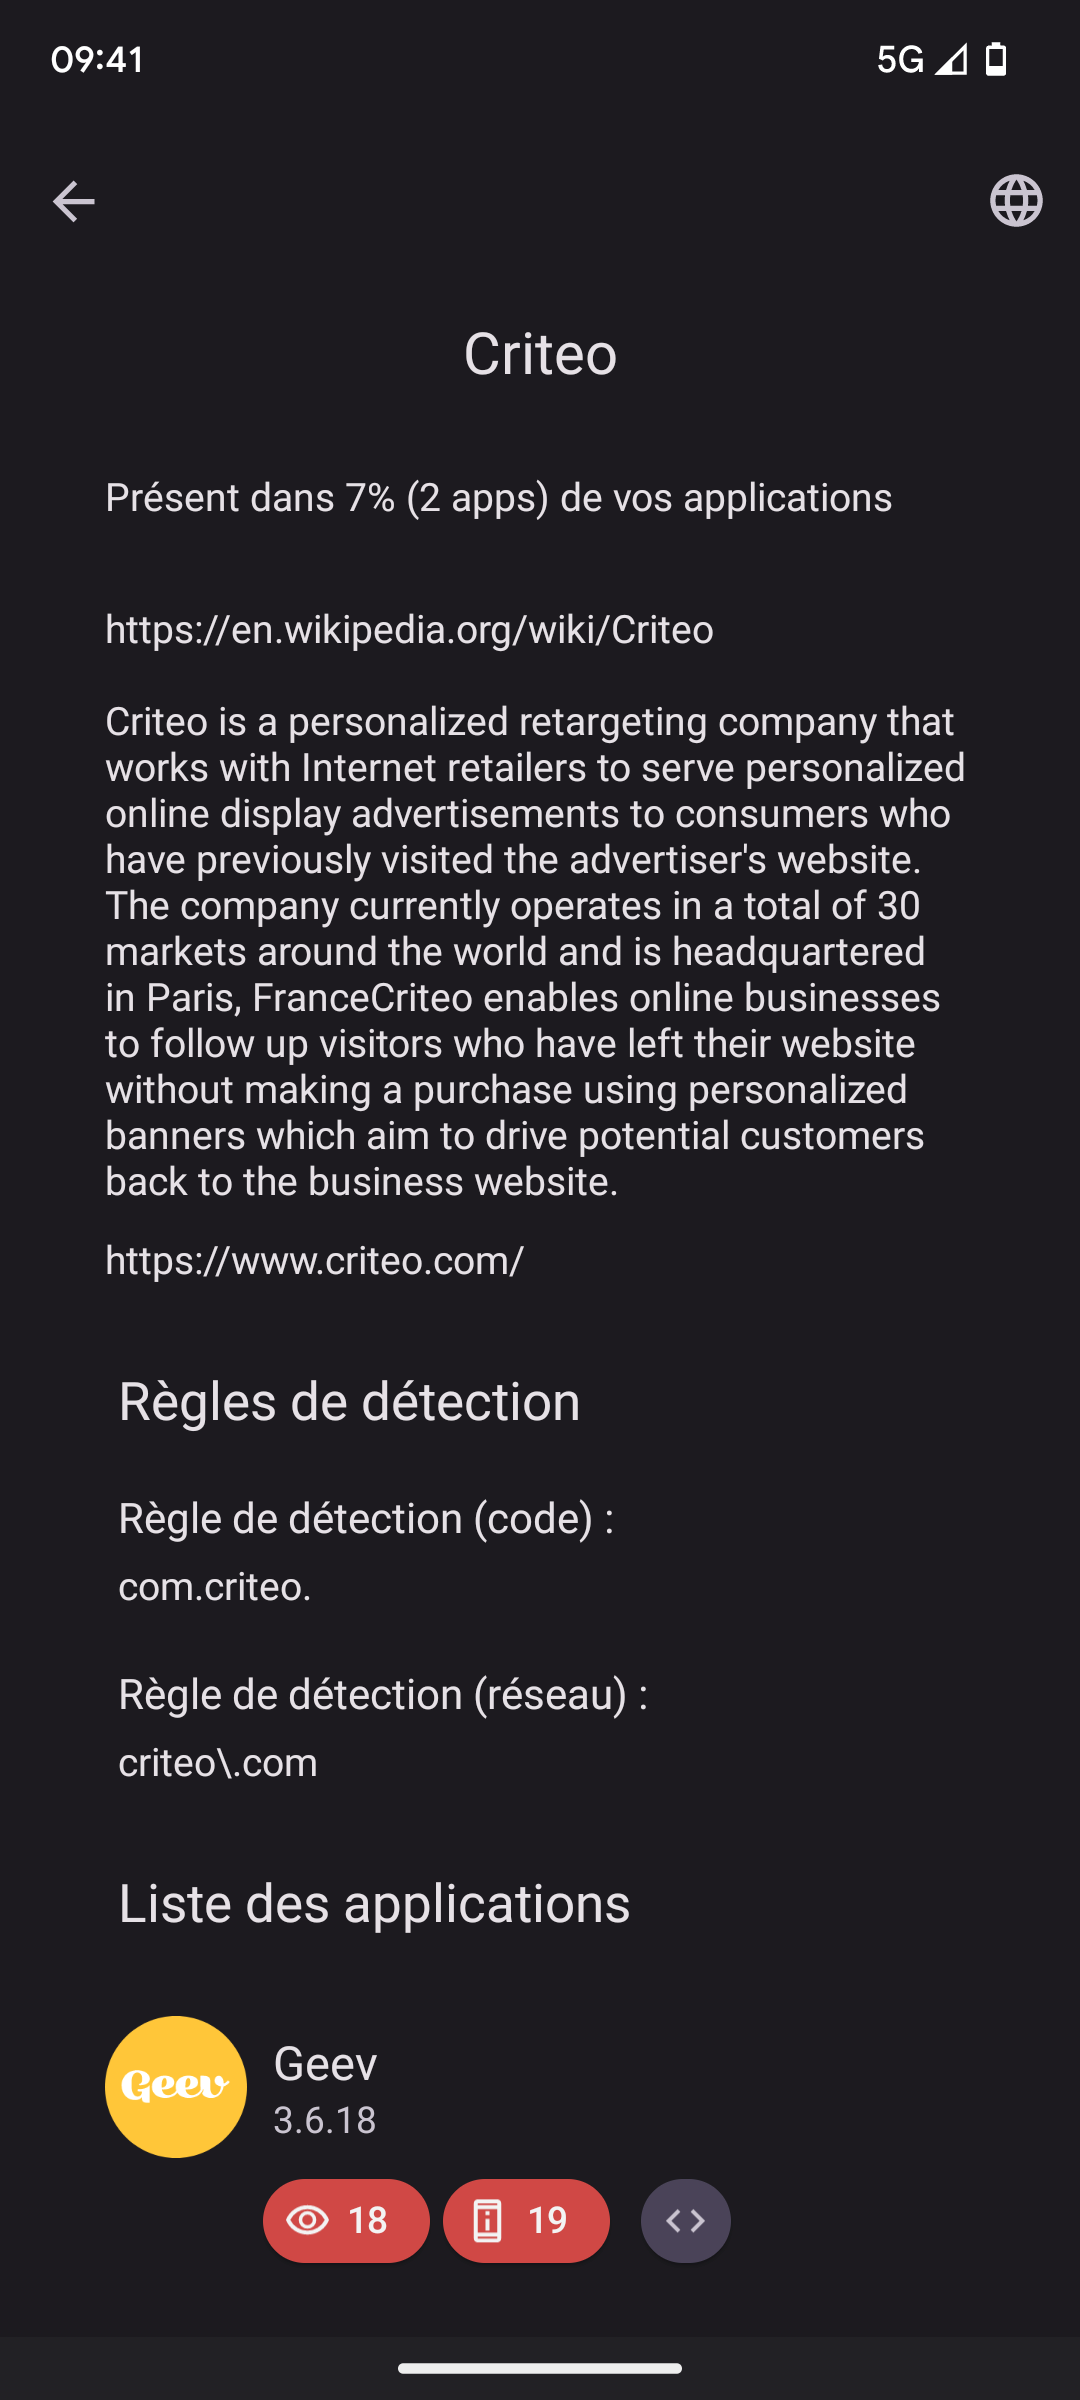 09:41
5G
Criteo
Présent dans 7% (2 apps) de vos applications
https://en.wikipedia.org/wiki/Criteo
Criteo is a personalized retargeting company that
works with Internet retailers to serve personalized
online display advertisements to consumers who
have previously visited the advertiser's website.
The company currently operates in a total of 30
markets around the world and is headquartered
in Paris, FranceCriteo enables online businesses
to follow up visitors who have left their website
without making a purchase using personalized
banners which aim to drive potential customers
back to the business website.
https://www.criteo.com/
Règles de détection
Règle de détection (code) :
com.criteo.
Règle de détection (réseau) :
criteo\.com
Liste des applications
Geev
Geev
3.6.18
18
19